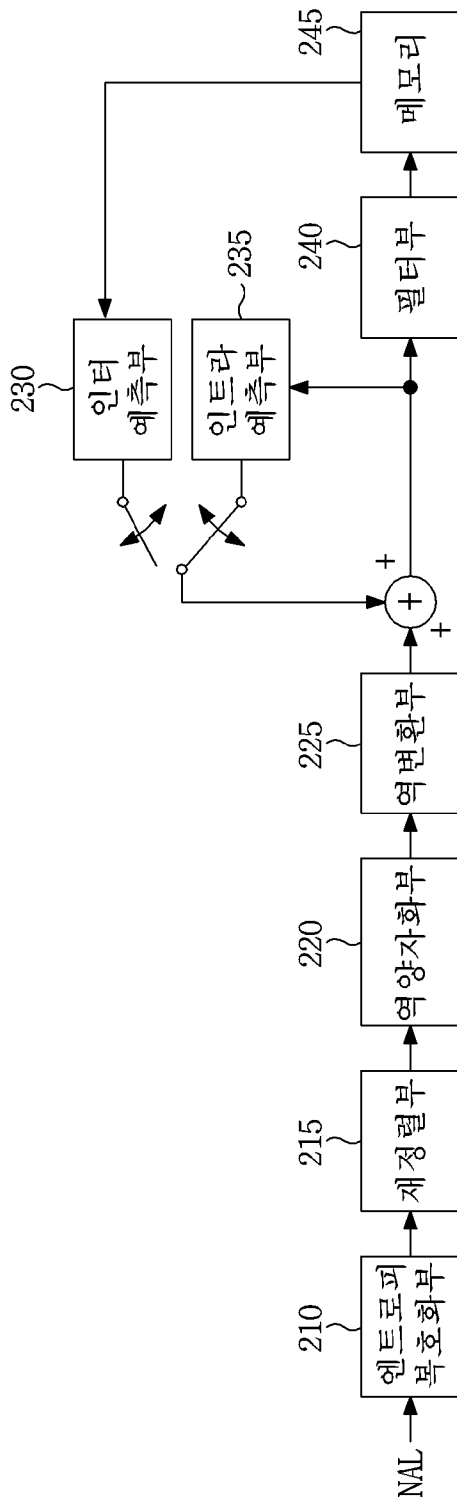 NAL
210
엔트로피
복호화부
215
재정렬부
220
역양자화부
225
역변환부
+
+
+
230
인터
예측부
235
인트라
예측부
240
필터부
245
메모리